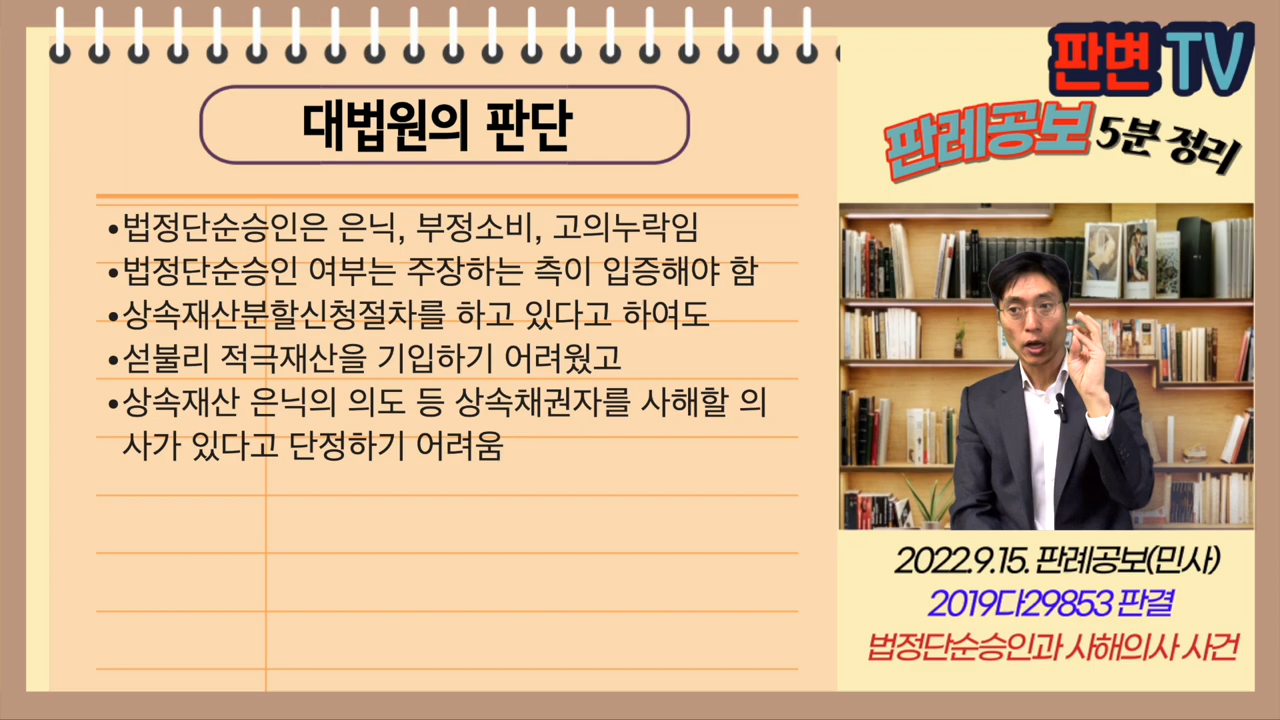 대법원의 판단
•법정단순승인은 은닉, 부정소비, 고의누락임
•법정단순승인 여부는 주장하는 측이 입증해야 함
•상속재산분할신청절차를 하고 있다고 하여도
•섣불리 적극재산을 기입하기 어려웠고
•상속재산 은닉의 의도 등 상속채권자를 사해할 의
사가 있다고 단정하기 어려움
판변 TV
판례공보 5분 정리
2022.9.15. 판례공보(민사)
2019다29853 판결
법정단순승인과 사해의사 사건